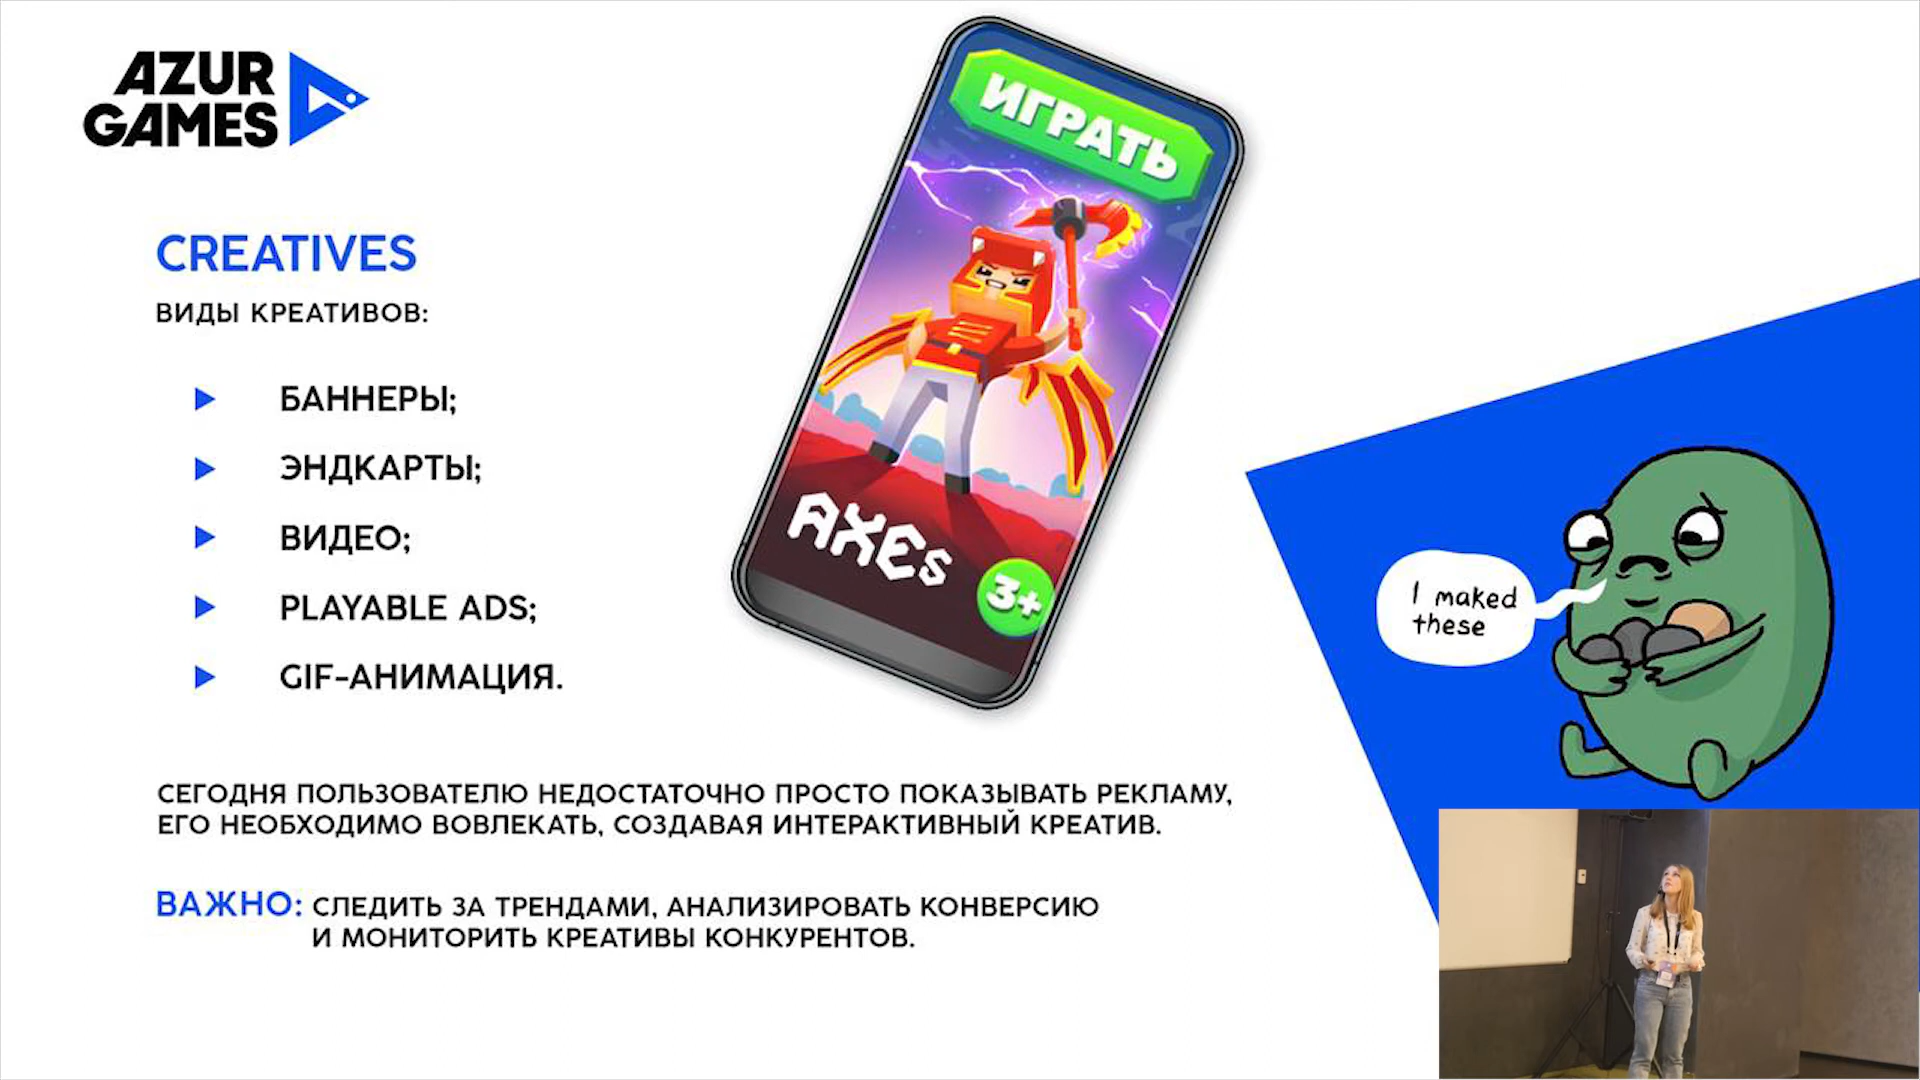 AZUR
GAMES
CREATIVES
ВИДЫ КРЕАТИВОВ:
БАННЕРЫ;
ЭНДКАРТЫ;
ВИДЕО;
PLAYABLE ADS;
GIF-АНИМАЦИЯ.
ИГРАТЬ
AXEs
3+
I maked
these
СЕГОДНЯ ПОЛЬЗОВАТЕЛЮ НЕДОСТАТОЧНО ПРОСТО ПОКАЗЫВАТЬ РЕКЛАМУ,
ЕГО НЕОБХОДИМО ВОВЛЕКАТЬ, СОЗДАВАЯ ИНТЕРАКТИВНЫЙ КРЕАТИВ.
ВАЖНО: СЛЕДИТЬ ЗА ТРЕНДАМИ, АНАЛИЗИРОВАТЬ КОНВЕРСИЮ
И МОНИТОРИТЬ КРЕАТИВЫ КОНКУРЕНТОВ.